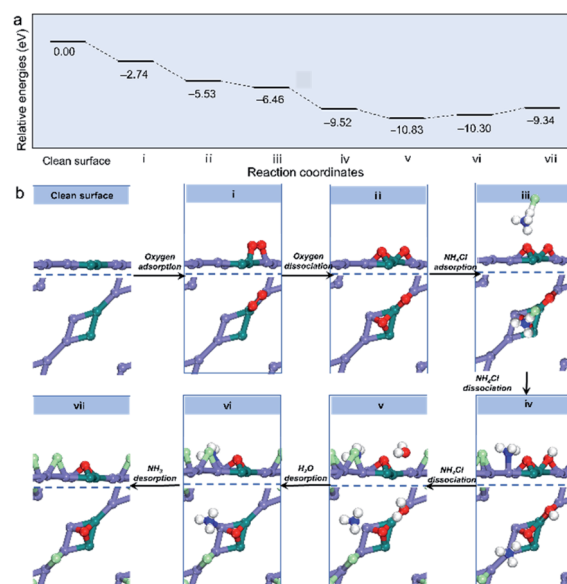 a
Relative energies (eV)
0.00
−2.74
−5.53
−6.46
−9.52
−10.83
−10.30
−9.34
Clean surface i ii iii iv v vi vii
Reaction coordinates
b
Clean surface
i
ii
iii
Oxygen
adsorption
Oxygen
dissociation
NH₄Cl
adsorption
NH₄Cl
dissociation
vii
vi
v
iv
NH₃
desorption
H₂O
desorption
NH₄Cl
dissociation